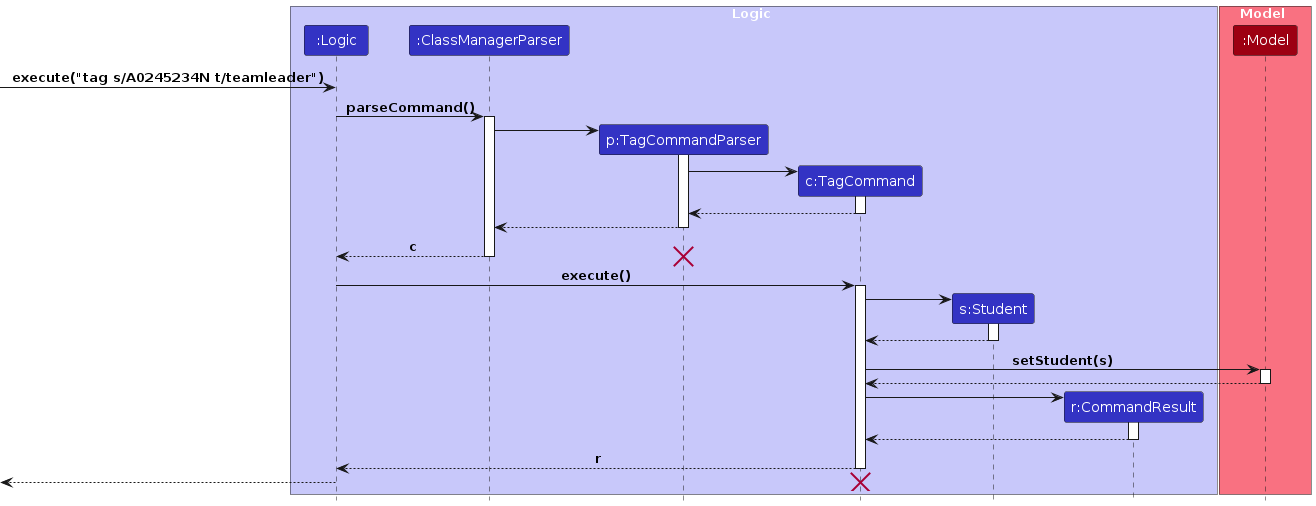 Logic
Model
:Logic
:ClassManagerParser
:Model
execute("tag s/A0245234N t/teamleader")
parseCommand()
p:TagCommandParser
c:TagCommand
c
execute()
s:Student
setStudent(s)
r:CommandResult
r